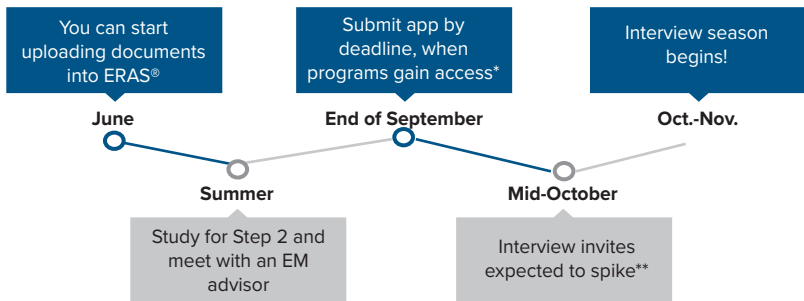 You can start
uploading documents
into ERAS®
June
Summer
Study for Step 2 and
meet with an EM
advisor
Submit app by
deadline, when
programs gain access*
End of September
Mid-October
Interview invites
expected to spike**
Interview season
begins!
Oct.-Nov.